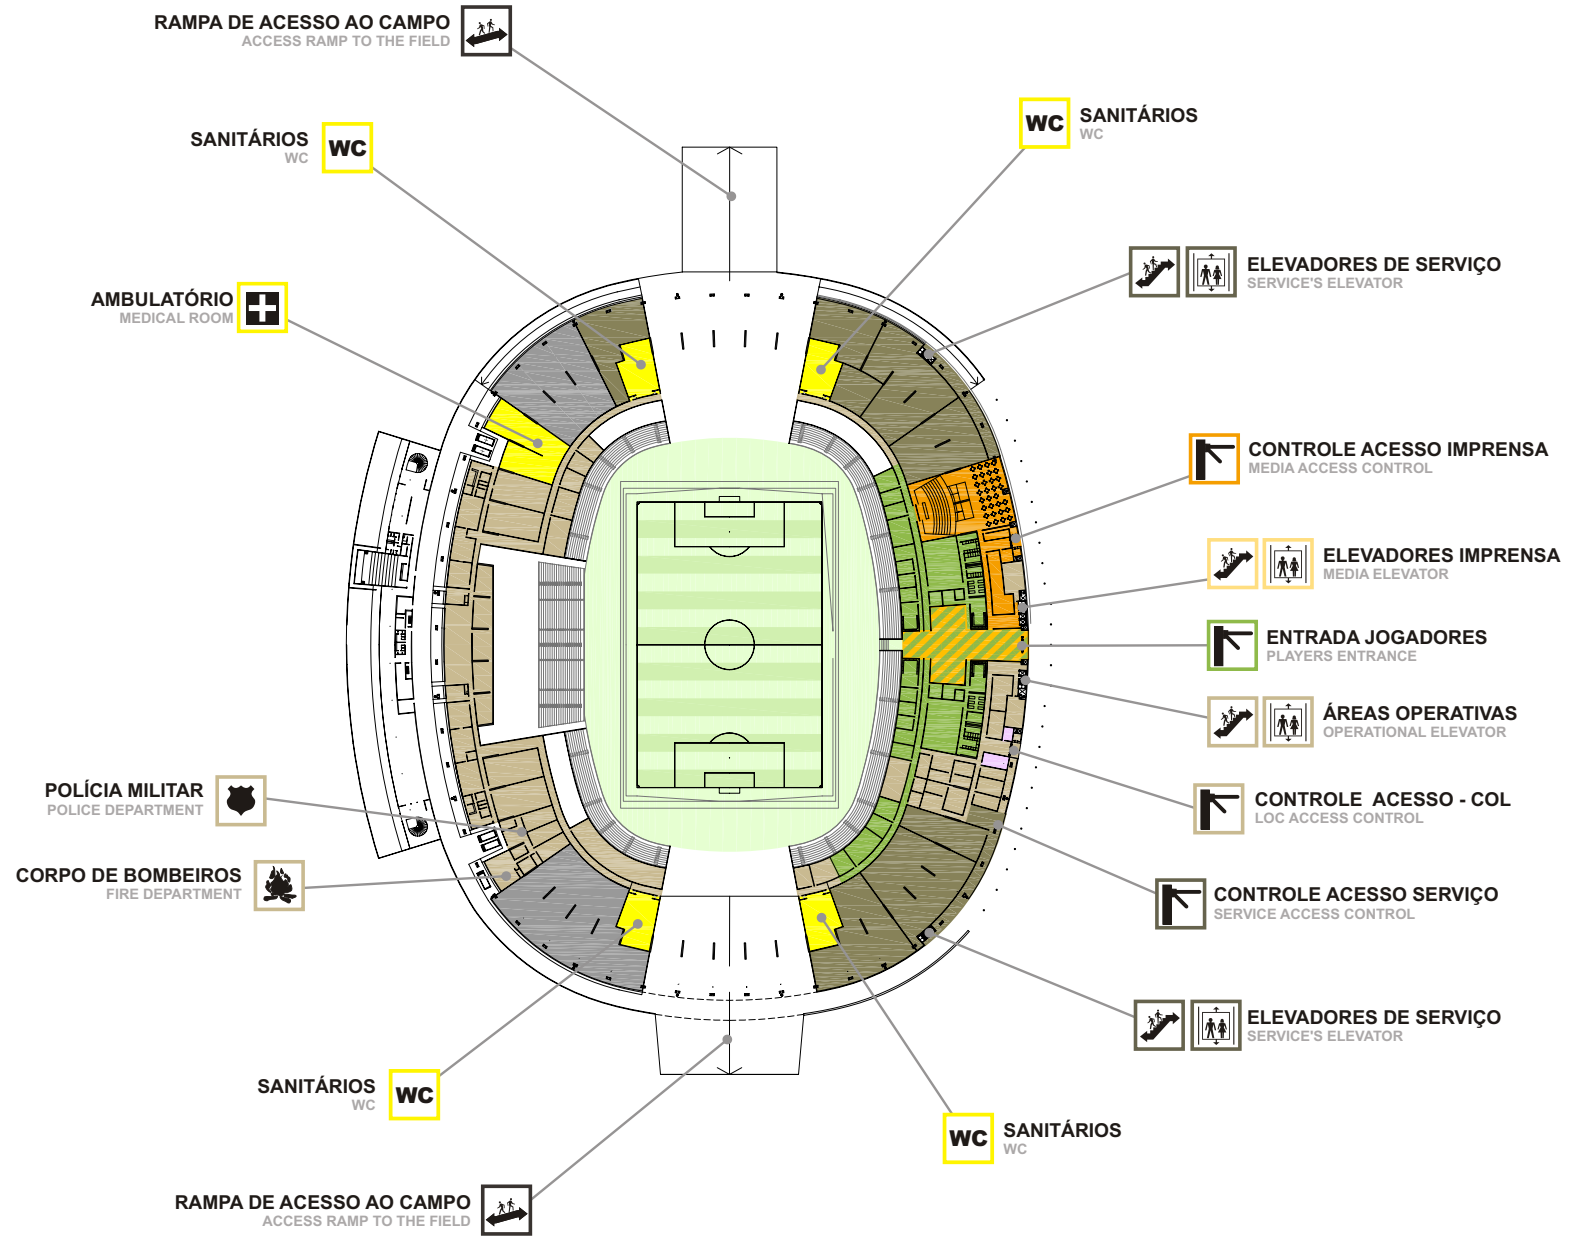 RAMPA DE ACESSO AO CAMPO
ACCESS RAMP TO THE FIELD
SANITÁRIOS
WC
WC
WC
SANITÁRIOS
WC
AMBULATÓRIO
MEDICAL ROOM
ELEVADORES DE SERVIÇO
SERVICE'S ELEVATOR
CONTROLE ACESSO IMPRENSA
MEDIA ACCESS CONTROL
ELEVADORES IMPRENSA
MEDIA ELEVATOR
ENTRADA JOGADORES
PLAYERS ENTRANCE
ÁREAS OPERATIVAS
OPERATIONAL ELEVATOR
POLÍCIA MILITAR
POLICE DEPARTMENT
CONTROLE ACESSO - COL
LOC ACCESS CONTROL
CORPO DE BOMBEIROS
FIRE DEPARTMENT
CONTROLE ACESSO SERVIÇO
SERVICE ACCESS CONTROL
ELEVADORES DE SERVIÇO
SERVICE'S ELEVATOR
SANITÁRIOS
WC
WC
WC
SANITÁRIOS
WC
RAMPA DE ACESSO AO CAMPO
ACCESS RAMP TO THE FIELD